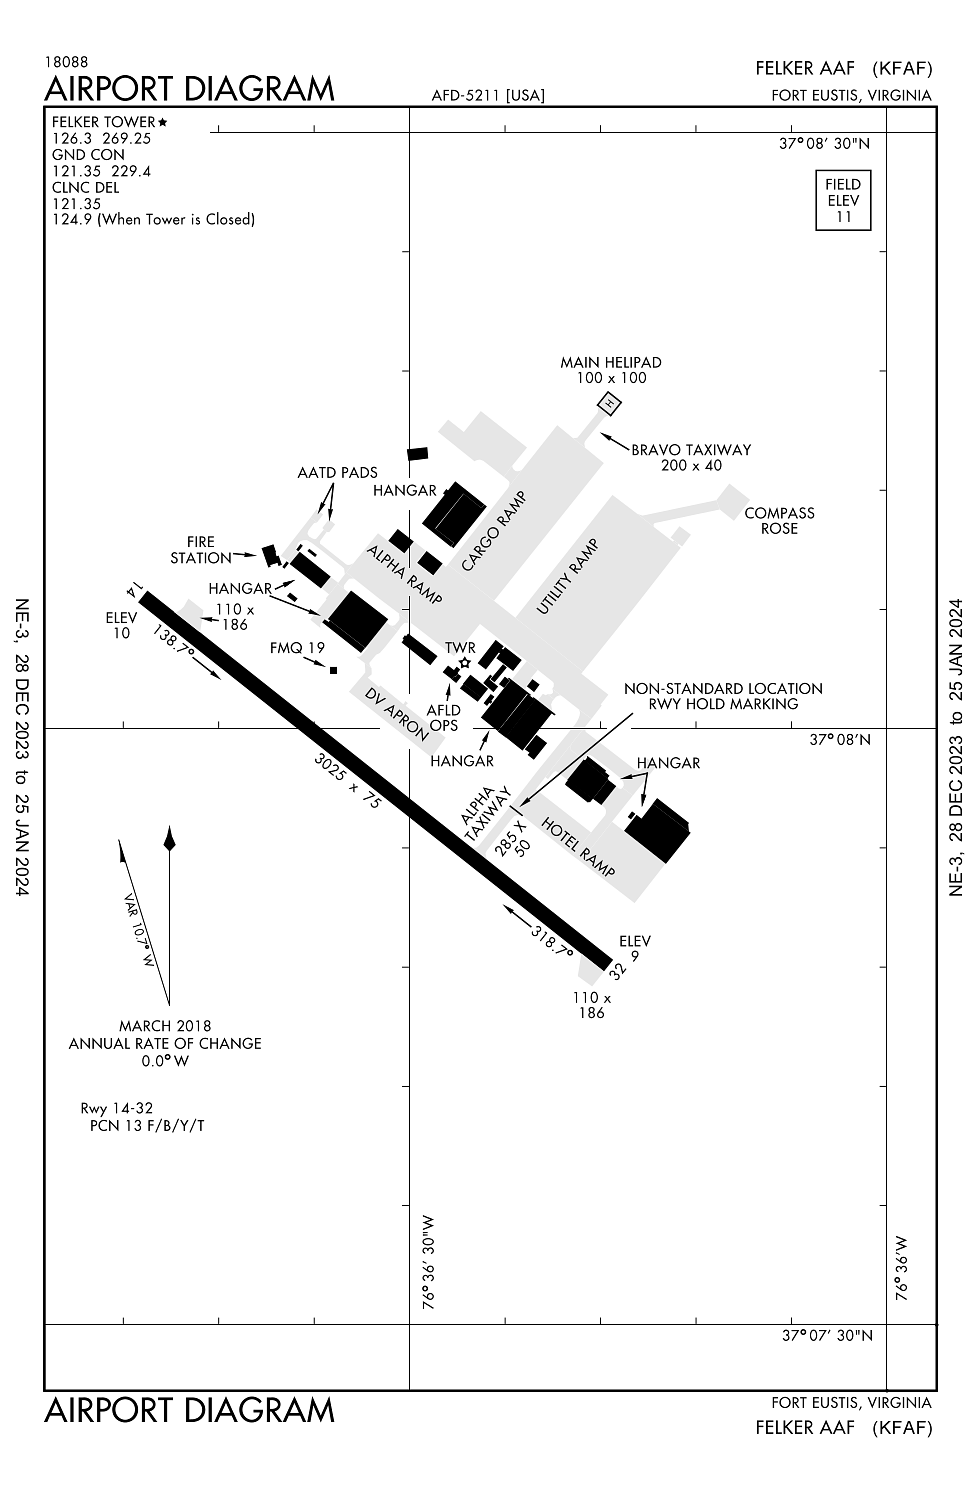 18088
AIRPORT DIAGRAM
AFD-5211 [USA]
FELKER AAF (KFAF)
FORT EUSTIS, VIRGINIA
FELKER TOWER★
126.3 269.25
GND CON
121.35 229.4
CLNC DEL
121.35
124.9 (When Tower is Closed)
37° 08' 30"N
FIELD
ELEV
11
MAIN HELIPAD
100 x 100
H
BRAVO TAXIWAY
200 x 40
AATD PADS
HANGAR
CARGO RAMP
COMPASS
ROSE
FIRE
STATION
ALPHA RAMP
UTILITY RAMP
HANGAR
14
ELEV
10
110 x
186
138.7°
FMQ 19
TWR
DV APRON
AFLD
OPS
NON-STANDARD LOCATION
RWY HOLD MARKING
37° 08'N
HANGAR
HANGAR
3025 x 75
ALPHA
TAXIWAY
285 X
50
HOTEL RAMP
VAR 10.7° W
318.7°
ELEV
9
32
110 x
186
MARCH 2018
ANNUAL RATE OF CHANGE
0.0° W
Rwy 14-32
PCN 13 F/B/Y/T
76° 36' 30"W
76° 36'W
37° 07' 30"N
NE-3, 28 DEC 2023 to 25 JAN 2024
NE-3, 28 DEC 2023 to 25 JAN 2024
AIRPORT DIAGRAM
FORT EUSTIS, VIRGINIA
FELKER AAF (KFAF)